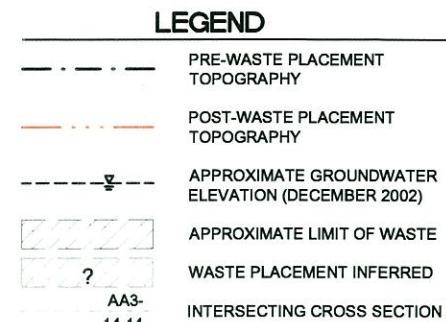 LEGEND
PRE-WASTE PLACEMENT
TOPOGRAPHY
POST-WASTE PLACEMENT
TOPOGRAPHY
APPROXIMATE GROUNDWATER
ELEVATION (DECEMBER 2002)
APPROXIMATE LIMIT OF WASTE
? WASTE PLACEMENT INFERRED
AA3-
INTERSECTING CROSS SECTION